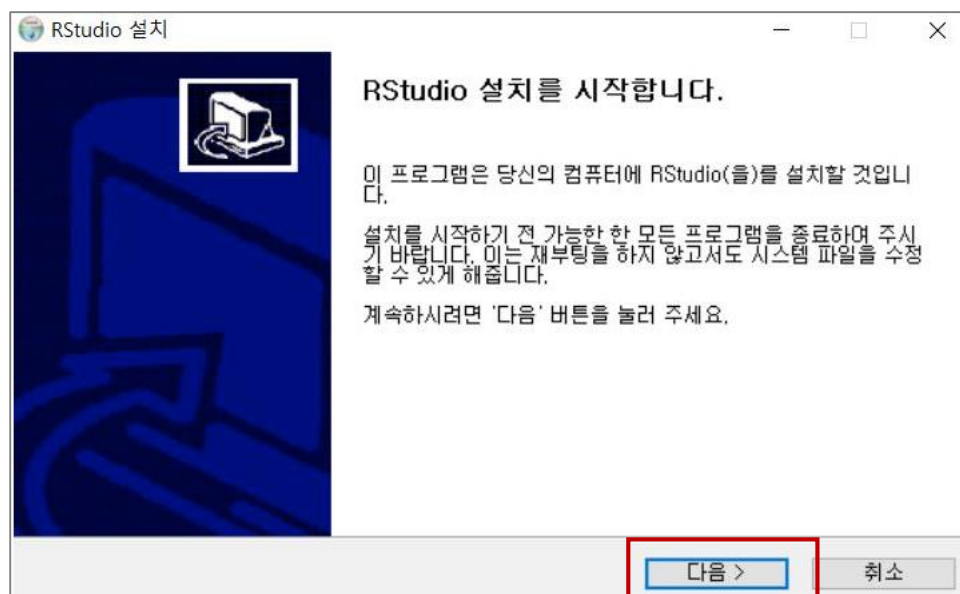 RStudio 설치
RStudio 설치를 시작합니다.
이 프로그램은 당신의 컴퓨터에 RStudio(을)를 설치할 것입니
다.
설치를 시작하기 전 가능한 한 모든 프로그램을 종료하여 주시
기 바랍니다. 이는 재부팅을 하지 않고서도 시스템 파일을 수정
할 수 있게 해줍니다.
계속하시려면 '다음' 버튼을 눌러 주세요.
다음 >
취소